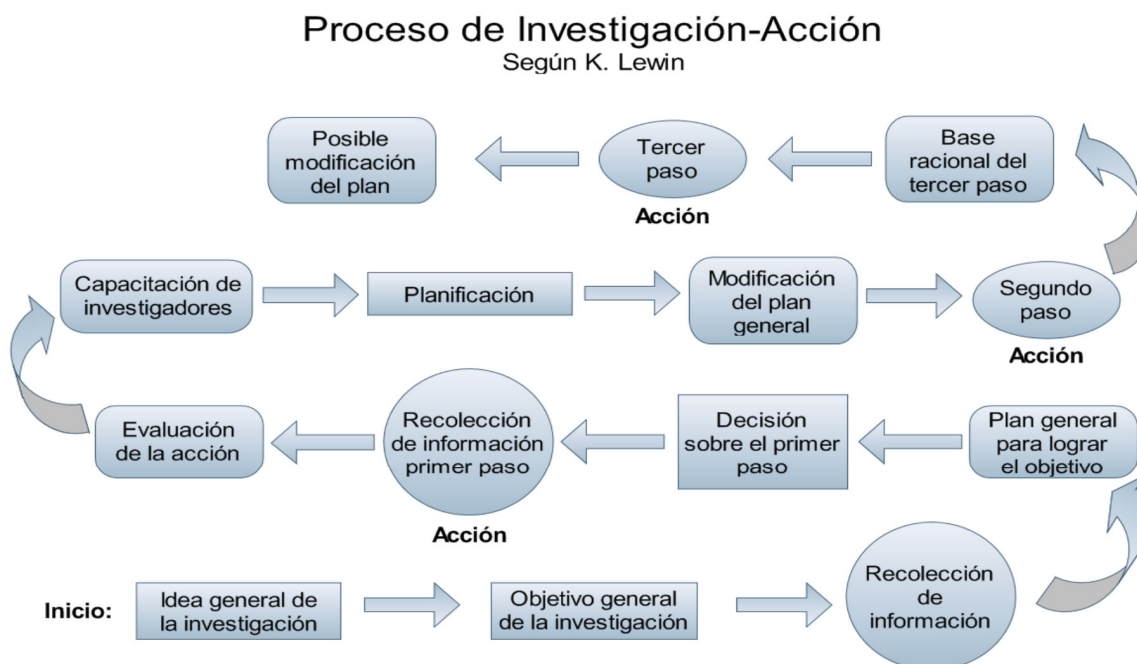 Proceso de Investigación-Acción
Según K. Lewin
Posible
modificación
del plan
Tercer
paso
Acción
Base
racional del
tercer paso
Capacitación de
investigadores
Planificación
Modificación
del plan
general
Segundo
paso
Acción
Evaluación
de la acción
Recolección
de información
primer paso
Acción
Decisión
sobre el primer
paso
Plan general
para lograr
el objetivo
Inicio:
Idea general de
la investigación
Objetivo general
de la investigación
Recolección
de
información